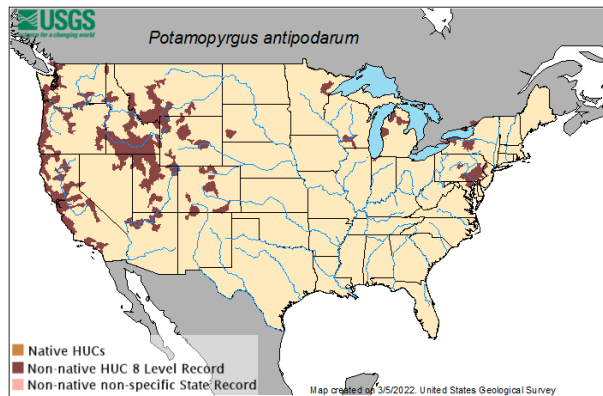 USGS
science for a changing world
Potamopyrgus antipodarum
Native HUCs
Non-native HUC 8 Level Record
Non-native non-specific State Record
Map created on 3/5/2022. United States Geological Survey